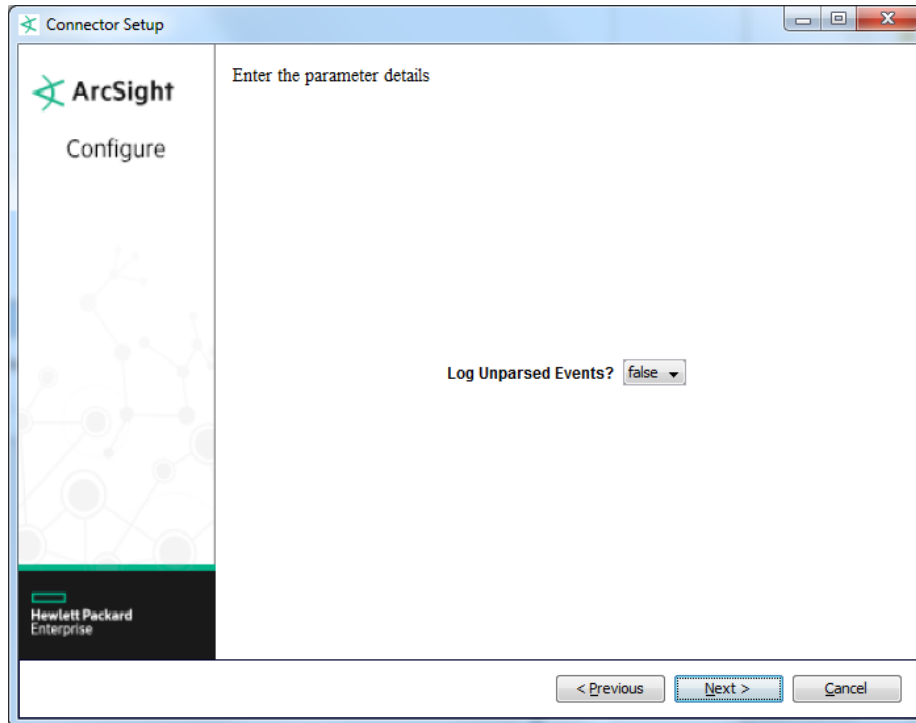 Connector Setup
ArcSight
Configure
Enter the parameter details
Log Unparsed Events? false
Hewlett Packard
Enterprise
< Previous Next > Cancel